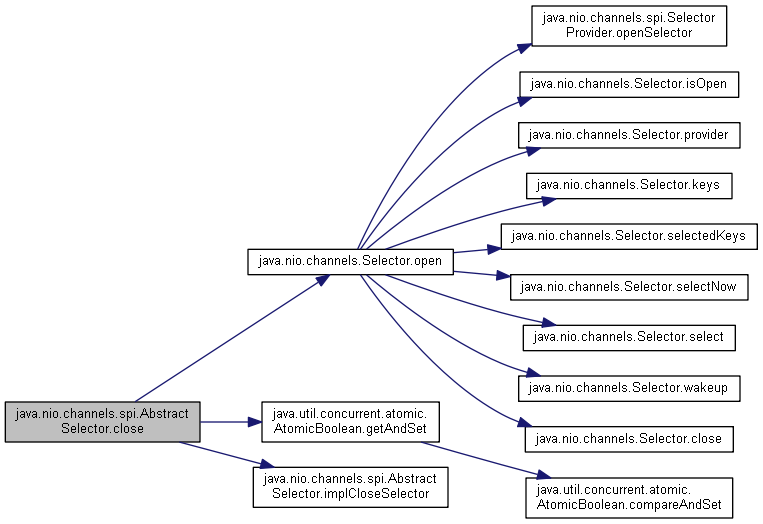 java.nio.channels.spi.Selector
Provider.openSelector
java.nio.channels.Selector.isOpen
java.nio.channels.Selector.provider
java.nio.channels.Selector.keys
java.nio.channels.Selector.selectedKeys
java.nio.channels.Selector.open
java.nio.channels.Selector.selectNow
java.nio.channels.Selector.select
java.nio.channels.Selector.wakeup
java.nio.channels.spi.Abstract
Selector.close
java.util.concurrent.atomic.
AtomicBoolean.getAndSet
java.nio.channels.Selector.close
java.nio.channels.spi.Abstract
Selector.implCloseSelector
java.util.concurrent.atomic.
AtomicBoolean.compareAndSet